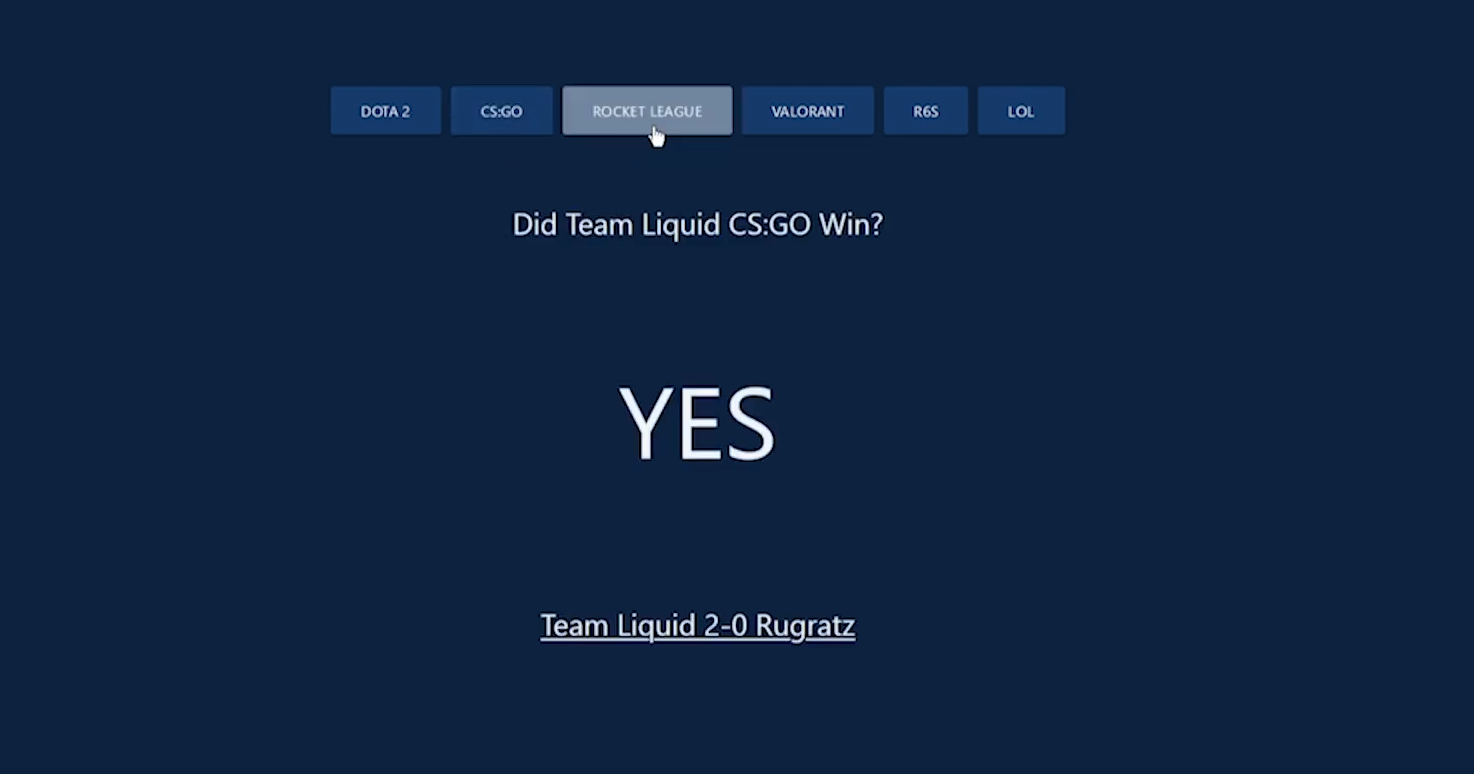 DOTA 2 CS:GO ROCKET LEAGUE VALORANT R6S LOL
Did Team Liquid CS:GO Win?
YES
Team Liquid 2-0 Rugratz